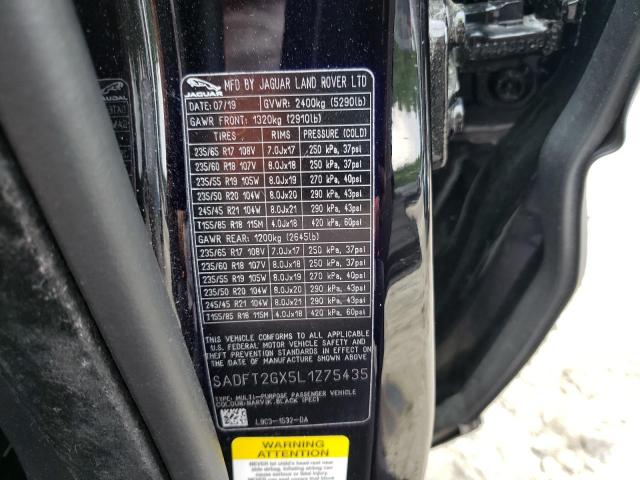 JAGUAR
MFD BY JAGUAR LAND ROVER LTD
DATE: 07/19 GVWR: 2400kg (5290lb)
GAWR FRONT: 1320kg (2910lb)
TIRES RIMS PRESSURE (COLD)
235/65 R17 108V 7.0Jx17 250 kPa, 37psi
235/60 R18 107V 8.0Jx18 250 kPa, 37psi
235/55 R19 105W 8.0Jx19 270 kPa, 40psi
235/50 R20 104W 8.0Jx20 290 kPa, 43psi
245/45 R21 104W 8.0Jx21 290 kPa, 43psi
T155/85 R18 115M 4.0Jx18 420 kPa, 60psi
GAWR REAR: 1200kg (2645lb)
235/65 R17 108V 7.0Jx17 250 kPa, 37psi
235/60 R18 107V 8.0Jx18 250 kPa, 37psi
235/55 R19 105W 8.0Jx19 270 kPa, 40psi
235/50 R20 104W 8.0Jx20 290 kPa, 43psi
245/45 R21 104W 8.0Jx21 290 kPa, 43psi
T155/85 R18 115M 4.0Jx18 420 kPa, 60psi
THIS VEHICLE CONFORMS TO ALL APPLICABLE
U.S. FEDERAL MOTOR VEHICLE SAFETY
STANDARDS IN EFFECT ON THE DATE OF
MANUFACTURE SHOWN ABOVE.
SADFT2GX5L1Z75435
TYPE: MULTI-PURPOSE PASSENGER VEHICLE
COLOUR:NARVIK BLACK (PEC)
L9C3-1532-DA
WARNING
ATTENTION